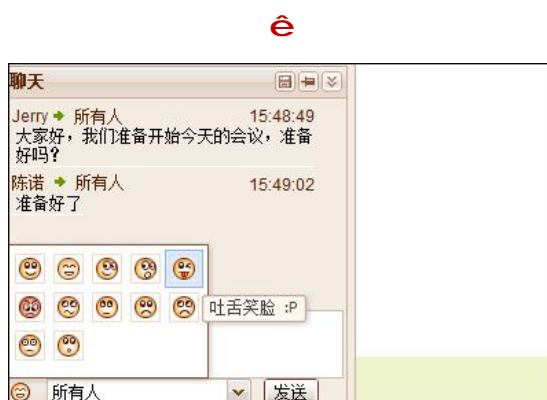 ê
聊天
Jerry 所有人 15:48:49
大家好，我们准备开始今天的会议，准备
好吗?
陈诺 所有人 15:49:02
准备好了
吐舌笑脸 :P
所有人 发送